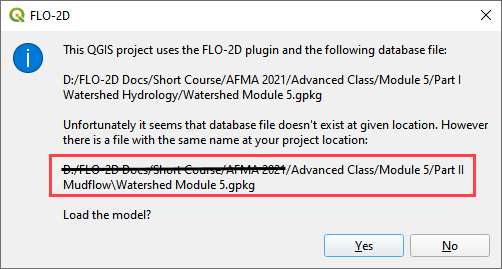 FLO-2D
This QGIS project uses the FLO-2D plugin and the following database file:
D:/FLO-2D Docs/Short Course/AFMA 2021/Advanced Class/Module 5/Part I
Watershed Hydrology/Watershed Module 5.gpkg
Unfortunately it seems that database file doesn't exist at given location. However
there is a file with the same name at your project location:
D:/FLO-2D Docs/Short Course/AFMA 2021/Advanced Class/Module 5/Part II
Mudflow\Watershed Module 5.gpkg
Load the model?
Yes No